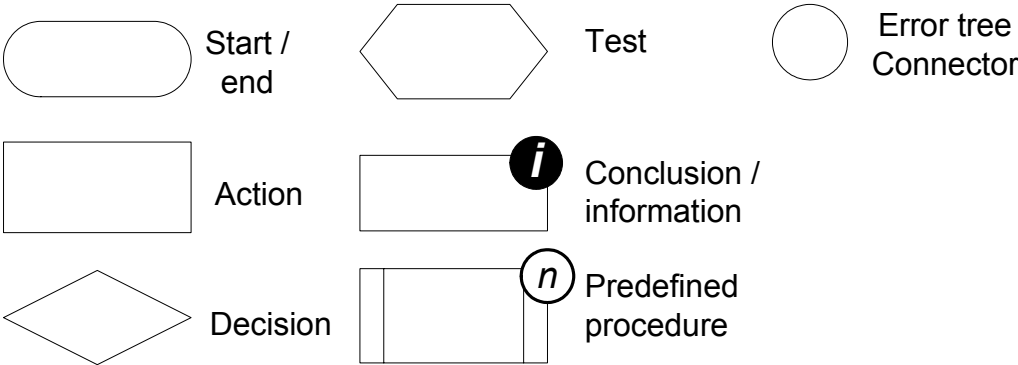 Start /
end
Test
Error tree
Connector
Action
i
Conclusion /
information
Decision
n
Predefined
procedure